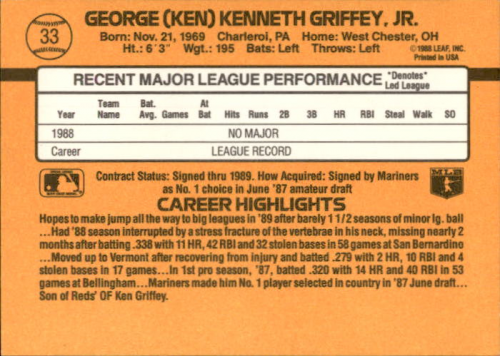 33
GEORGE (KEN) KENNETH GRIFFEY, JR.
Born: Nov. 21, 1969 Charleroi, PA Home: West Chester, OH
Ht.: 6'3" Wgt.: 195 Bats: Left Throws: Left
©1988 LEAF, INC.
Printed in USA
RECENT MAJOR LEAGUE PERFORMANCE
"Denotes"
Led League
Year Team Name Bat. Avg. Games At Bat Hits Runs 2B 3B HR RBI Steal Walk SO
1988 NO MAJOR
Career LEAGUE RECORD
Contract Status: Signed thru 1989. How Acquired: Signed by Mariners
as No. 1 choice in June '87 amateur draft
MLB
CAREER HIGHLIGHTS
Hopes to make jump all the way to big leagues in '89 after barely 1 1/2 seasons of minor lg. ball
...Had '88 season interrupted by a stress fracture of the vertebrae in his neck, missing nearly 2
months after batting .338 with 11 HR, 42 RBI and 32 stolen bases in 58 games at San Bernardino
...Moved up to Vermont after recovering from injury and batted .279 with 2 HR, 10 RBI and 4
stolen bases in 17 games...In 1st pro season, '87, batted .320 with 14 HR and 40 RBI in 53
games at Bellingham...Mariners made him No. 1 player selected in country in '87 June draft...
Son of Reds' OF Ken Griffey.